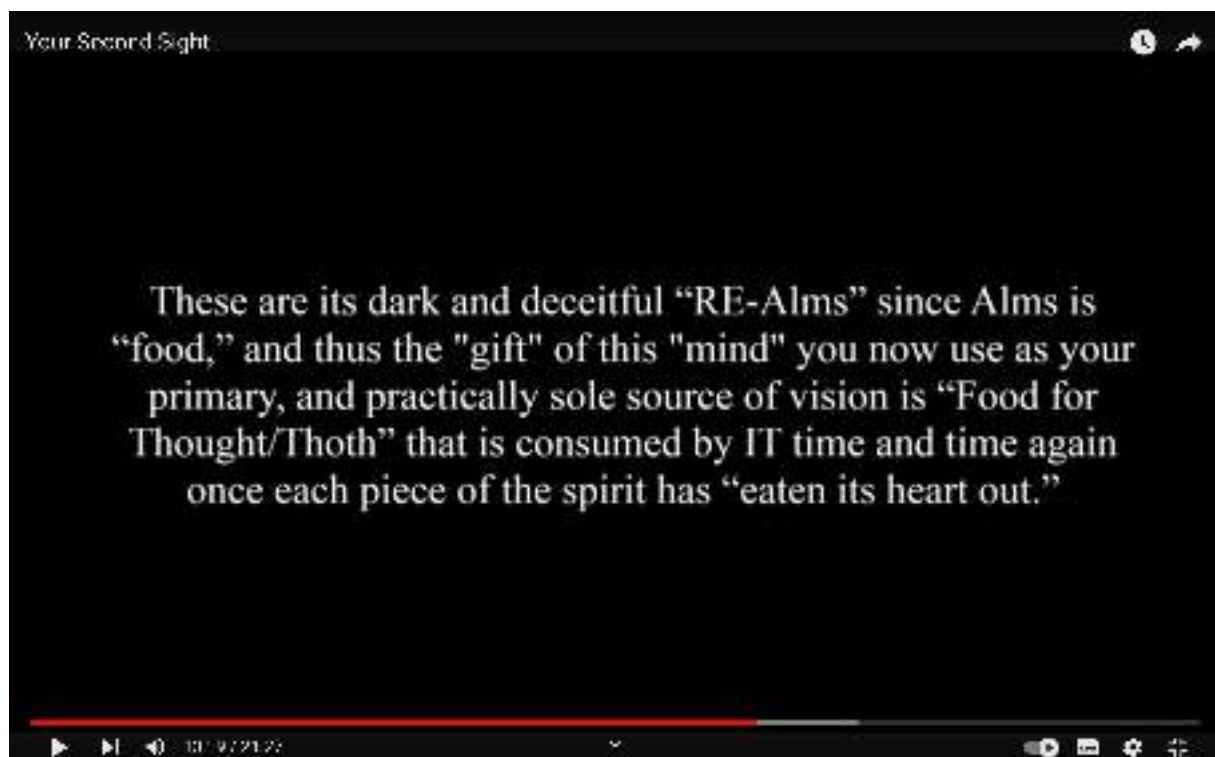 Your Second Sight
These are its dark and deceitful “RE-Alms” since Alms is
“food,” and thus the "gift" of this "mind" you now use as your
primary, and practically sole source of vision is “Food for
Thought/Thoth” that is consumed by IT time and time again
once each piece of the spirit has “eaten its heart out.”